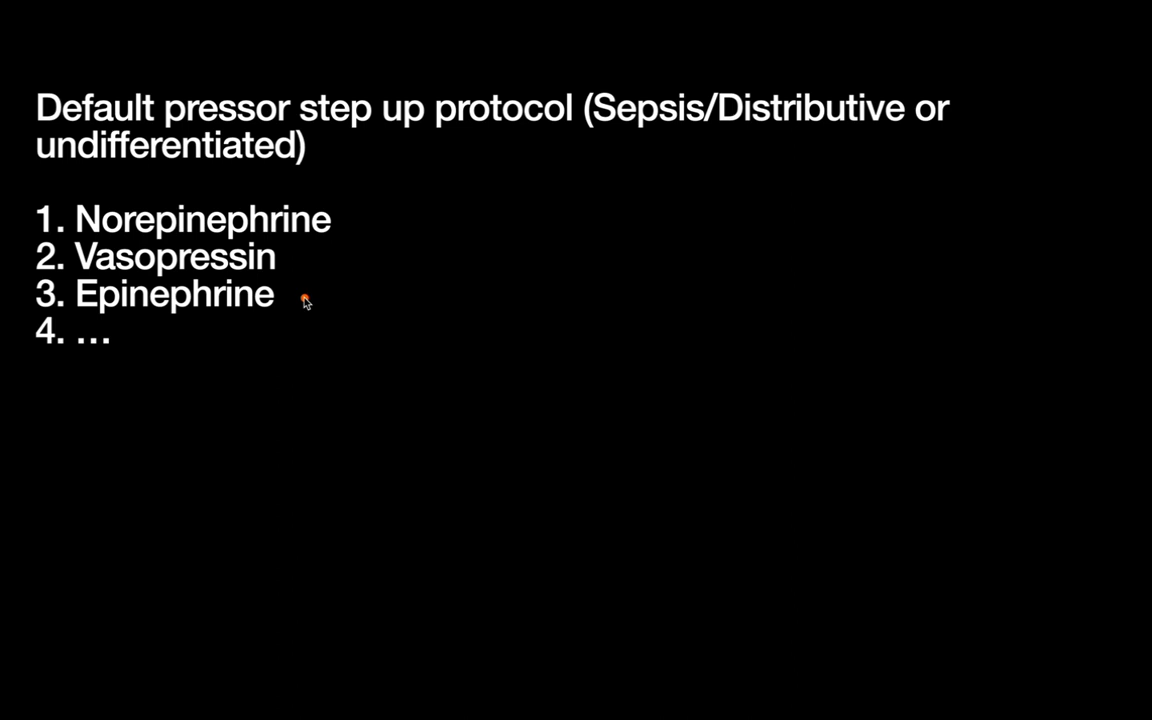 Default pressor step up protocol (Sepsis/Distributive or
undifferentiated)
1. Norepinephrine
2. Vasopressin
3. Epinephrine
4. …